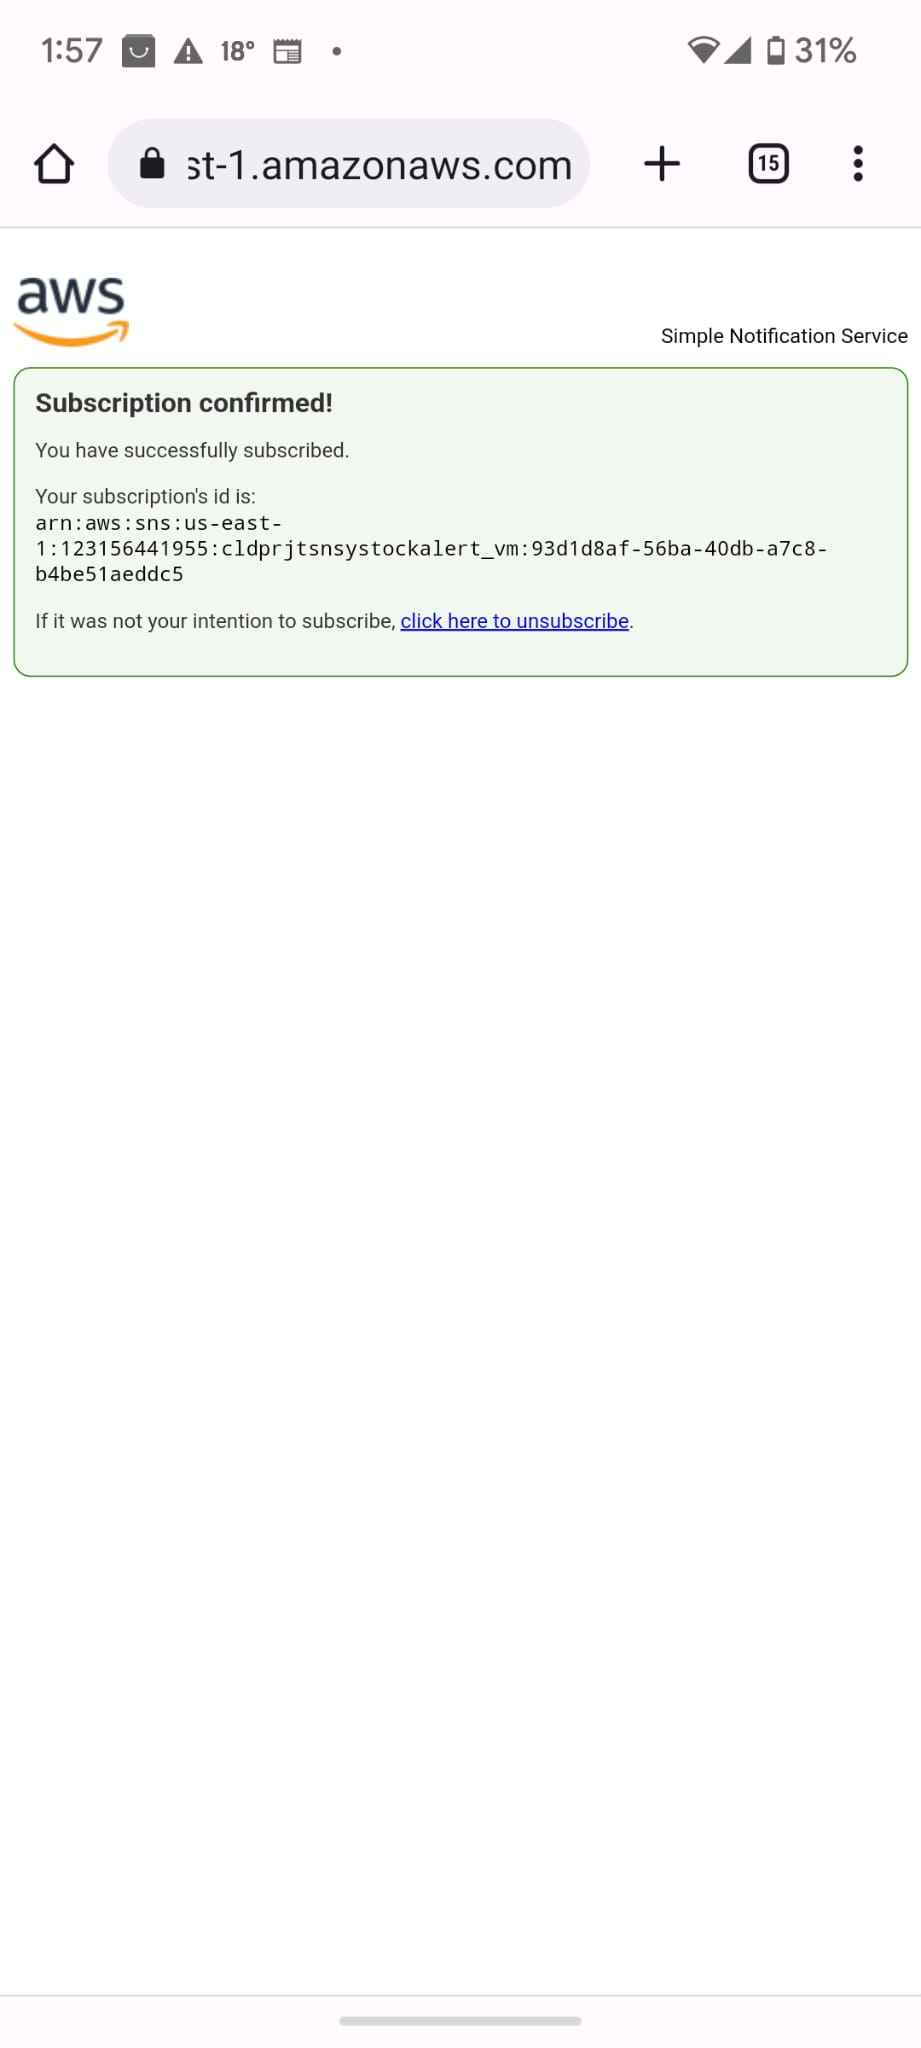 1:57 18° 31%
st-1.amazonaws.com 15
aws
Simple Notification Service
Subscription confirmed!
You have successfully subscribed.
Your subscription's id is:
arn:aws:sns:us-east-
1:123156441955:cldprjtsnsystockalert_vm:93d1d8af-56ba-40db-a7c8-
b4be51aeddc5
If it was not your intention to subscribe, click here to unsubscribe.